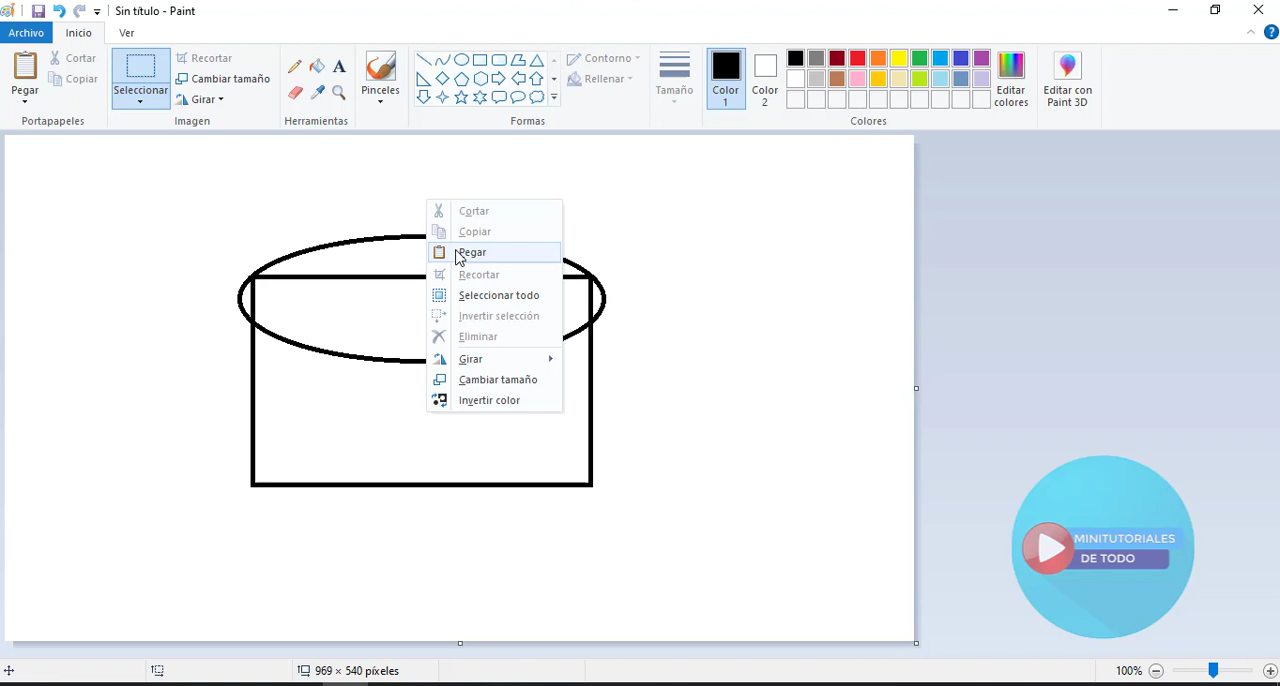 Sin título - Paint
Archivo Inicio Ver
Pegar
Cortar
Copiar
Portapapeles
Seleccionar
Recortar
Cambiar tamaño
Girar
Imagen
A
Herramientas
Pinceles
Contorno
Rellenar
Formas
Tamaño
Color
1
Color
2
Editar
colores
Colores
Editar con
Paint 3D
Cortar
Copiar
Pegar
Recortar
Seleccionar todo
Invertir selección
Eliminar
Girar
Cambiar tamaño
Invertir color
MINITUTORIALES
DE TODO
969 × 540 píxeles
100%